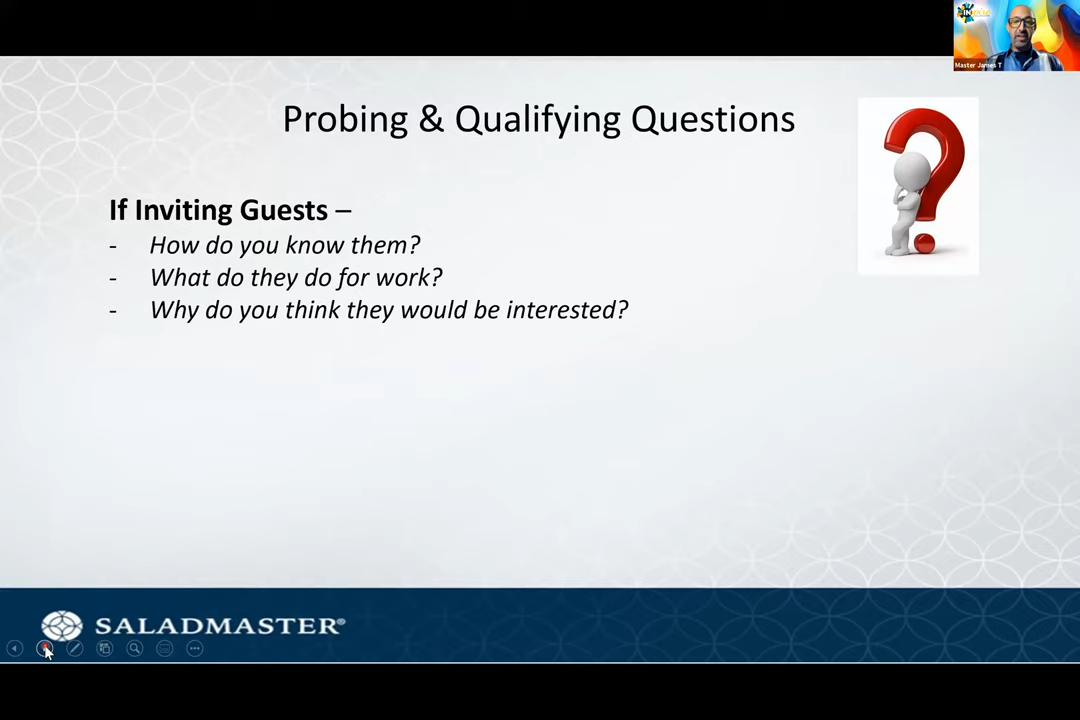 Master James T
Probing & Qualifying Questions
If Inviting Guests –
- How do you know them?
- What do they do for work?
- Why do you think they would be interested?
SALADMASTER®